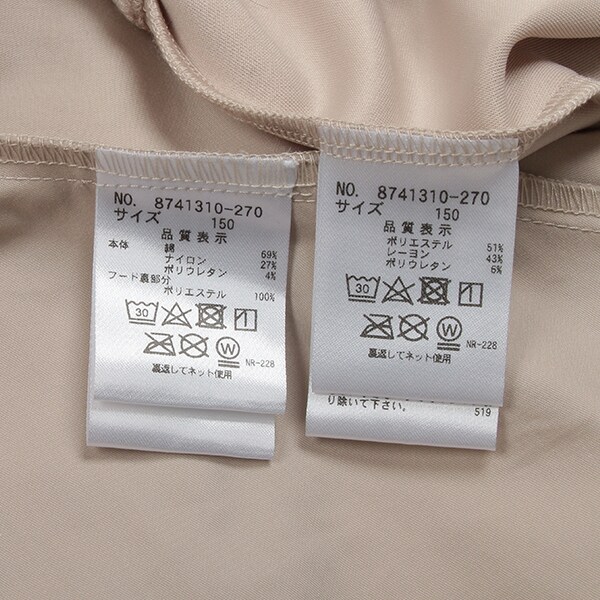 NO. 8741310-270
サイズ 150
品質表示
本体 綿 69%
ナイロン 27%
ポリウレタン 4%
フード裏部分
ポリエステル 100%
30
W
NR-228
裏返してネット使用
NO. 8741310-270
サイズ 150
品質表示
ポリエステル 51%
レーヨン 43%
ポリウレタン 6%
30
W
NR-228
裏返してネット使用
り除いて下さい。
519